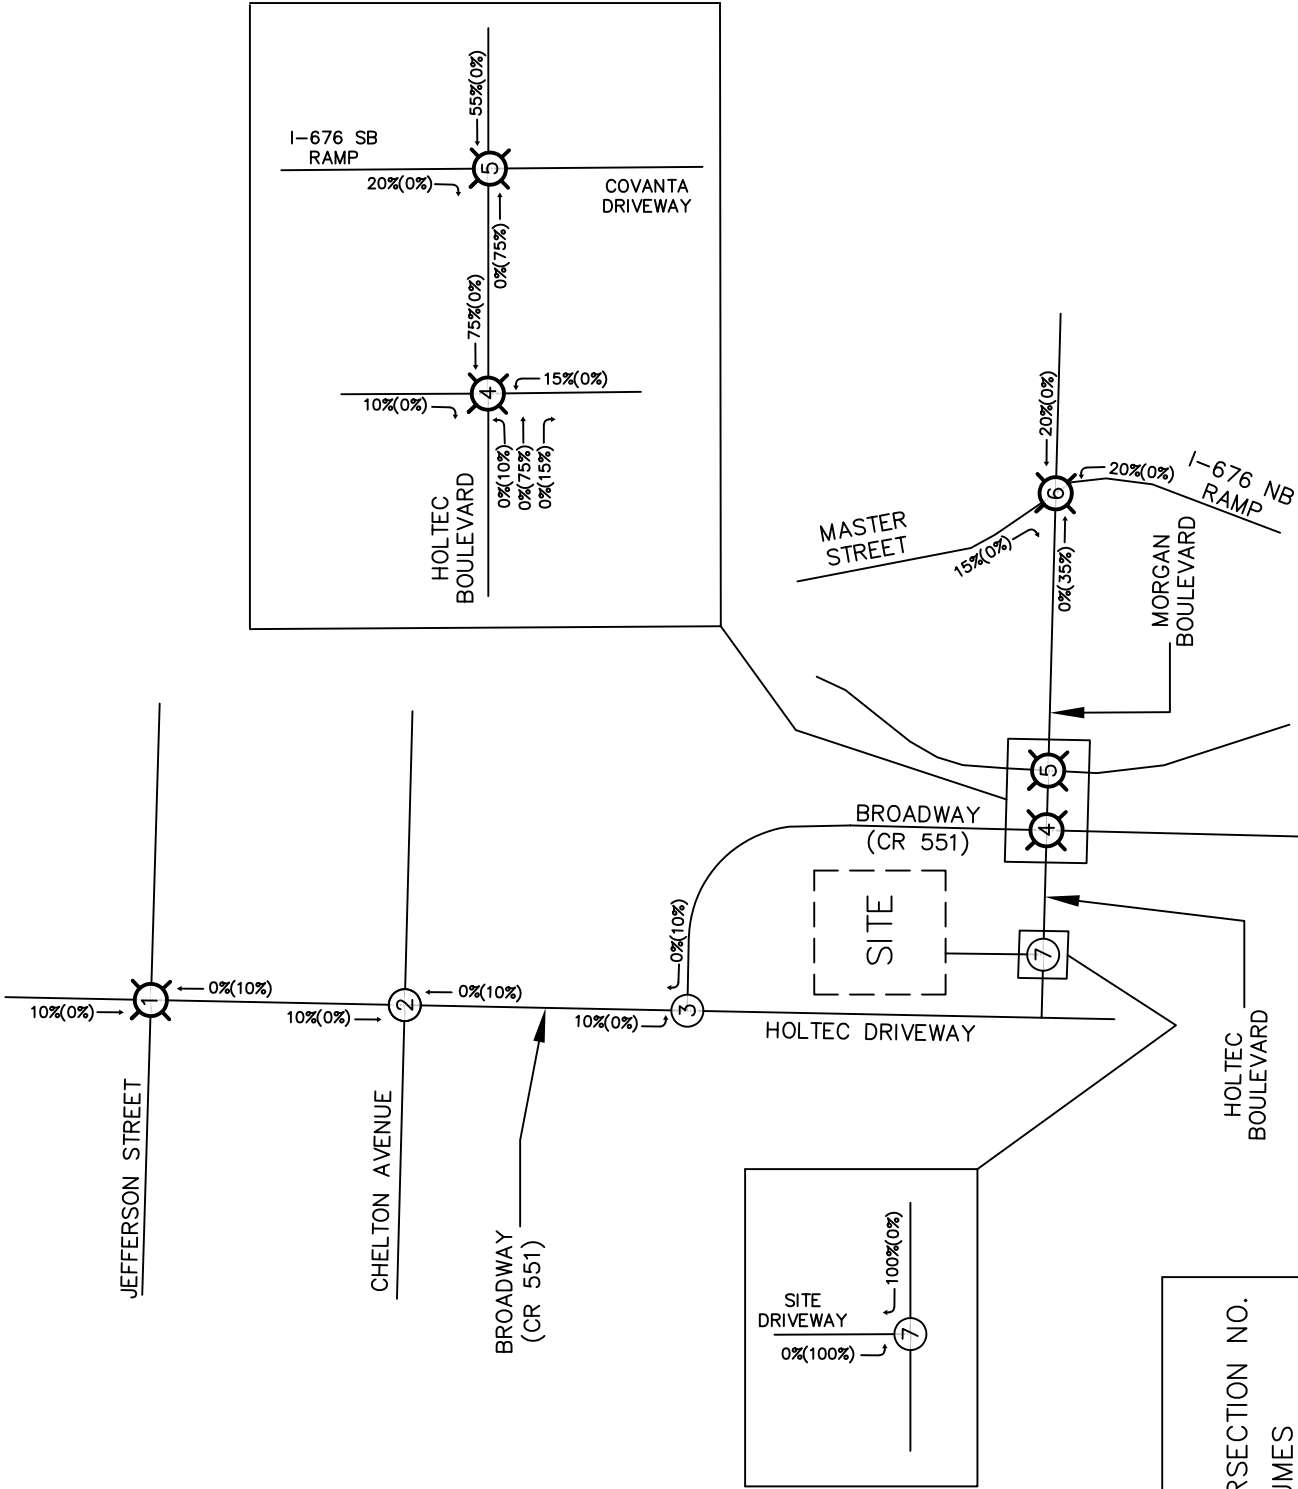 I-676 SB
RAMP
55%(0%)
20%(0%)
5
COVANTA
DRIVEWAY
0%(75%)
75%(0%)
4
10%(0%)
15%(0%)
0%(10%)
0%(75%)
0%(15%)
HOLTEC
BOULEVARD
20%(0%)
6
20%(0%)
I-676 NB
RAMP
MASTER
STREET
15%(0%)
0%(35%)
MORGAN
BOULEVARD
5
4
BROADWAY
(CR 551)
SITE
7
HOLTEC
BOULEVARD
1
10%(0%)
0%(10%)
JEFFERSON STREET
2
10%(0%)
0%(10%)
CHELTON AVENUE
BROADWAY
(CR 551)
3
10%(0%)
0%(10%)
HOLTEC DRIVEWAY
SITE
DRIVEWAY
7
0%(100%)
100%(0%)
RSECTION NO.
UMES